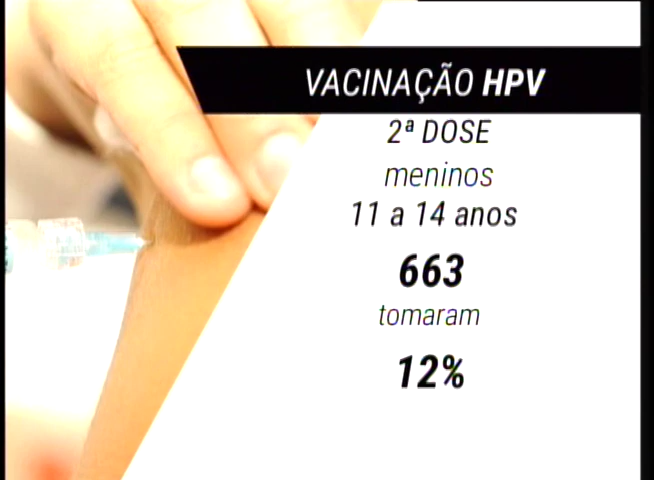 VACINAÇÃO HPV
2ª DOSE
meninos
11 a 14 anos
663
tomaram
12%